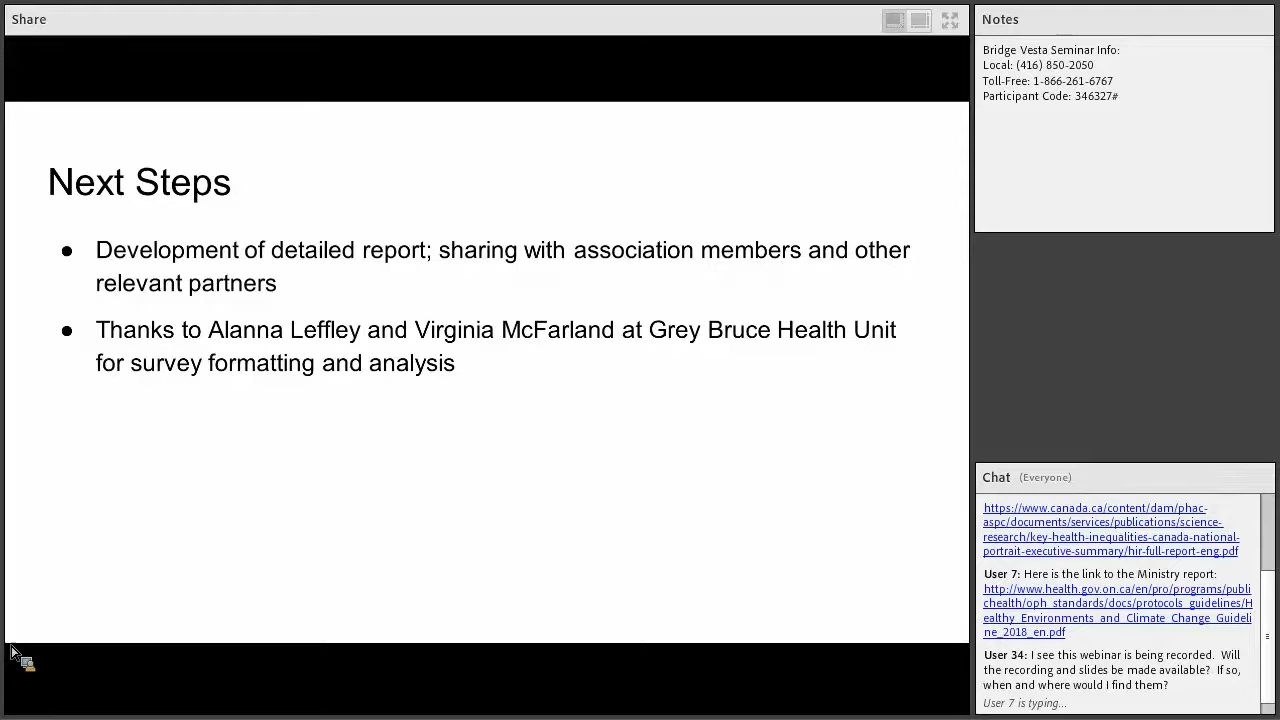 Share
Next Steps
● Development of detailed report; sharing with association members and other
relevant partners
● Thanks to Alanna Leffley and Virginia McFarland at Grey Bruce Health Unit
for survey formatting and analysis
Notes
Bridge Vesta Seminar Info:
Local: (416) 850-2050
Toll-Free: 1-866-261-6767
Participant Code: 346327#
Chat (Everyone)
https://www.canada.ca/content/dam/phac-
aspc/documents/services/publications/science-
research/key-health-inequalities-canada-national-
portrait-executive-summary/hir-full-report-eng.pdf
User 7: Here is the link to the Ministry report:
http://www.health.gov.on.ca/en/pro/programs/publi
chealth/oph_standards/docs/protocols_guidelines/H
ealthy_Environments_and_Climate_Change_Guideli
ne_2018_en.pdf
User 34: I see this webinar is being recorded. Will
the recording and slides be made available? If so,
when and where would I find them?
User 7 is typing...